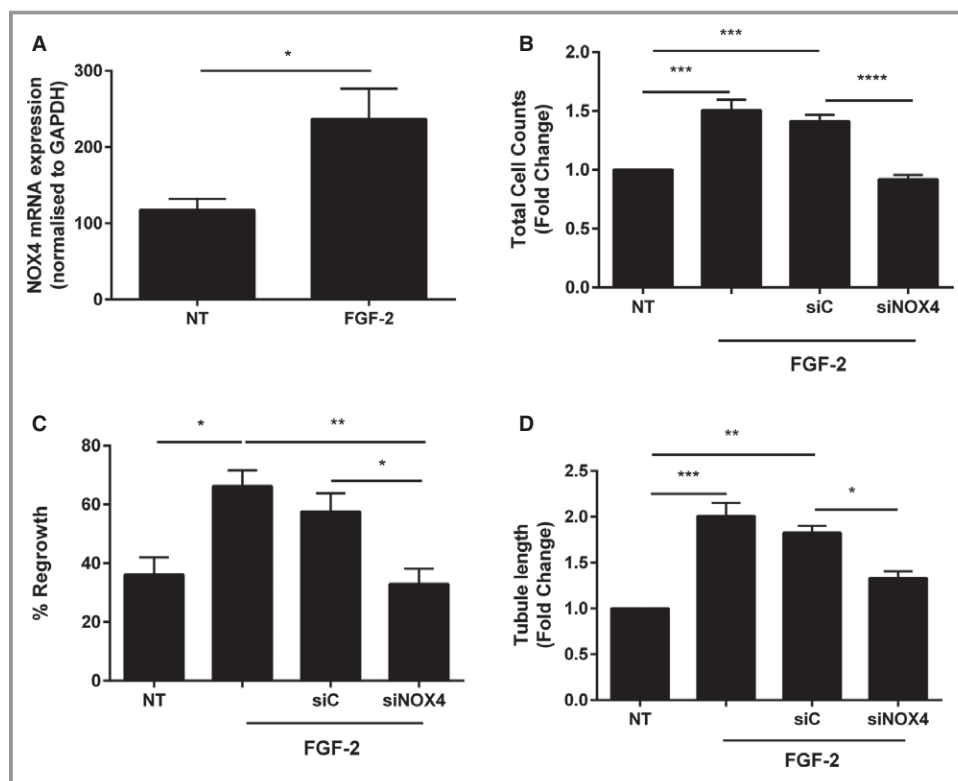 A
*
NOX4 mRNA expression
(normalised to GAPDH)
300
200
100
0
NT
FGF-2
B
***
***
****
Total Cell Counts
(Fold Change)
2.0
1.5
1.0
0.5
0.0
NT
siC
siNOX4
FGF-2
C
*
**
*
% Regrowth
80
60
40
20
0
NT
siC
siNOX4
FGF-2
D
**
***
*
Tubule length
(Fold Change)
2.5
2.0
1.5
1.0
0.5
0.0
NT
siC
siNOX4
FGF-2